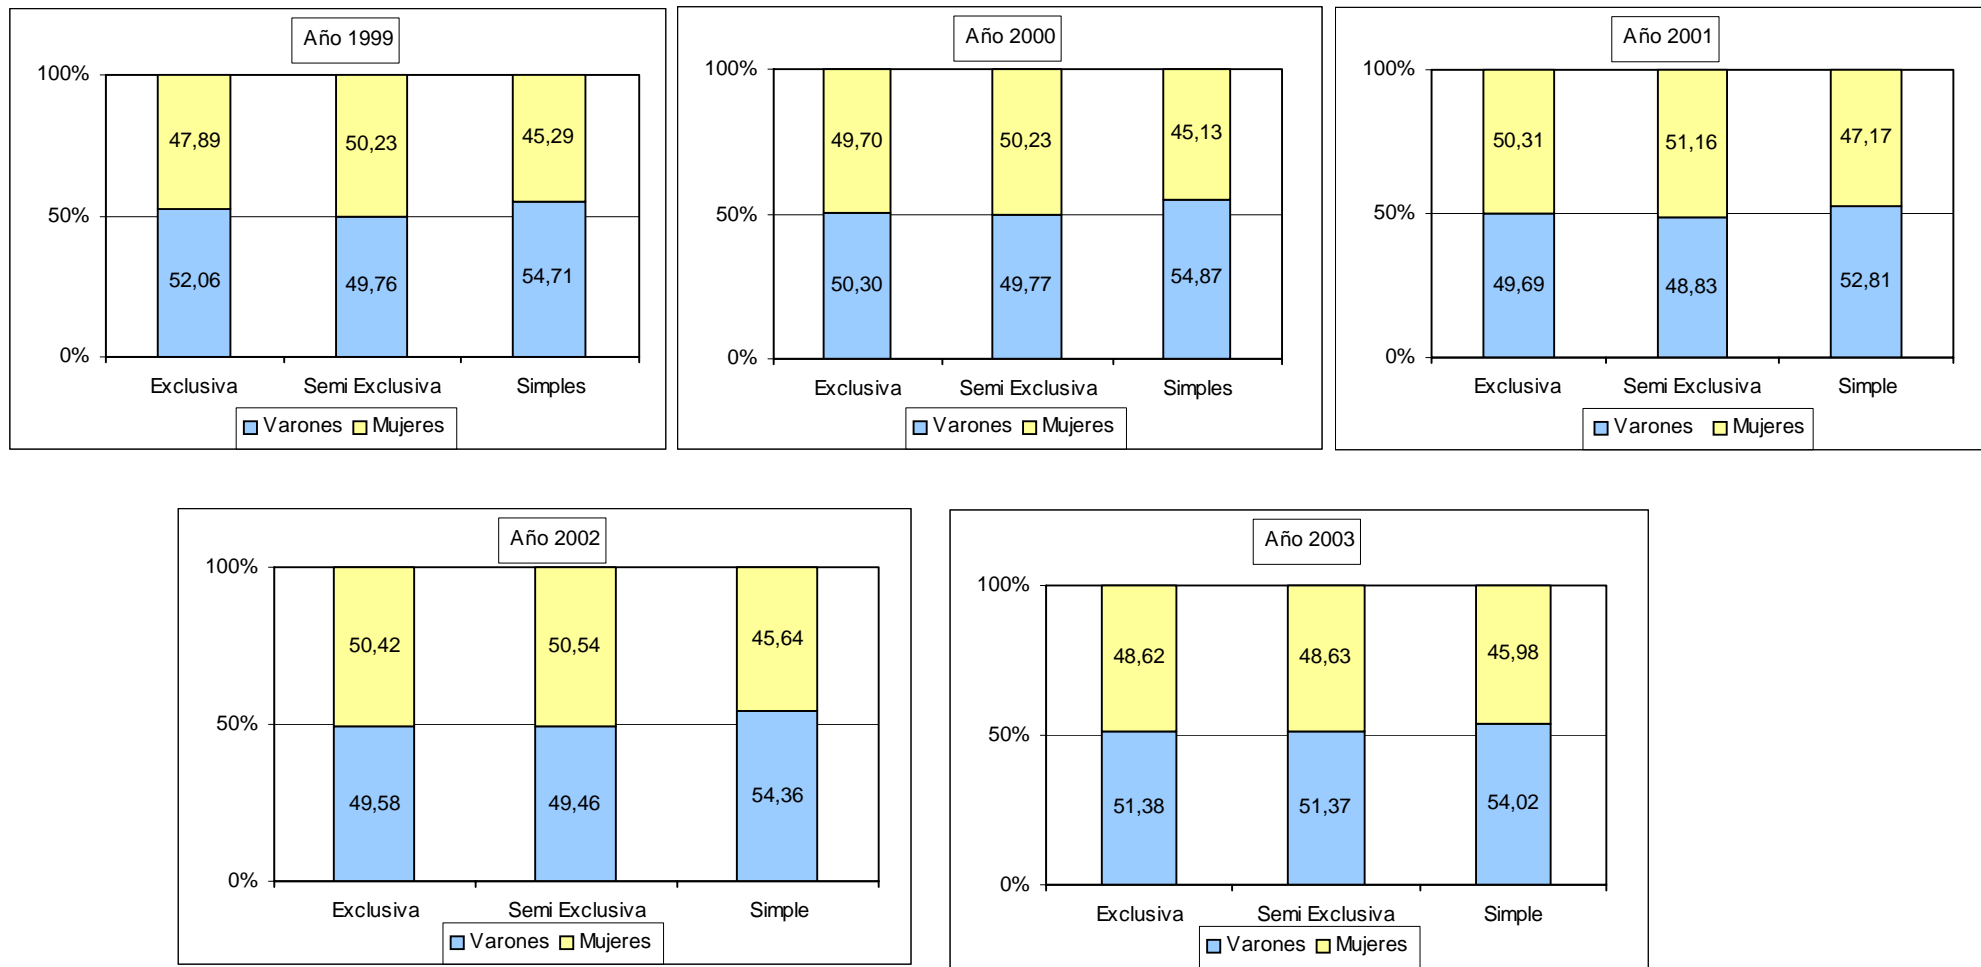 Año 1999
100%
47,89 50,23 45,29
50%
52,06 49,76 54,71
0%
Exclusiva Semi Exclusiva Simples
Varones Mujeres
Año 2000
100%
49,70 50,23 45,13
50%
50,30 49,77 54,87
0%
Exclusiva Semi Exclusiva Simples
Varones Mujeres
Año 2001
100%
50,31 51,16 47,17
50%
49,69 48,83 52,81
0%
Exclusiva Semi Exclusiva Simple
Varones Mujeres
Año 2002
100%
50,42 50,54 45,64
50%
49,58 49,46 54,36
0%
Exclusiva Semi Exclusiva Simple
Varones Mujeres
Año 2003
100%
48,62 48,63 45,98
50%
51,38 51,37 54,02
0%
Exclusiva Semi Exclusiva Simple
Varones Mujeres